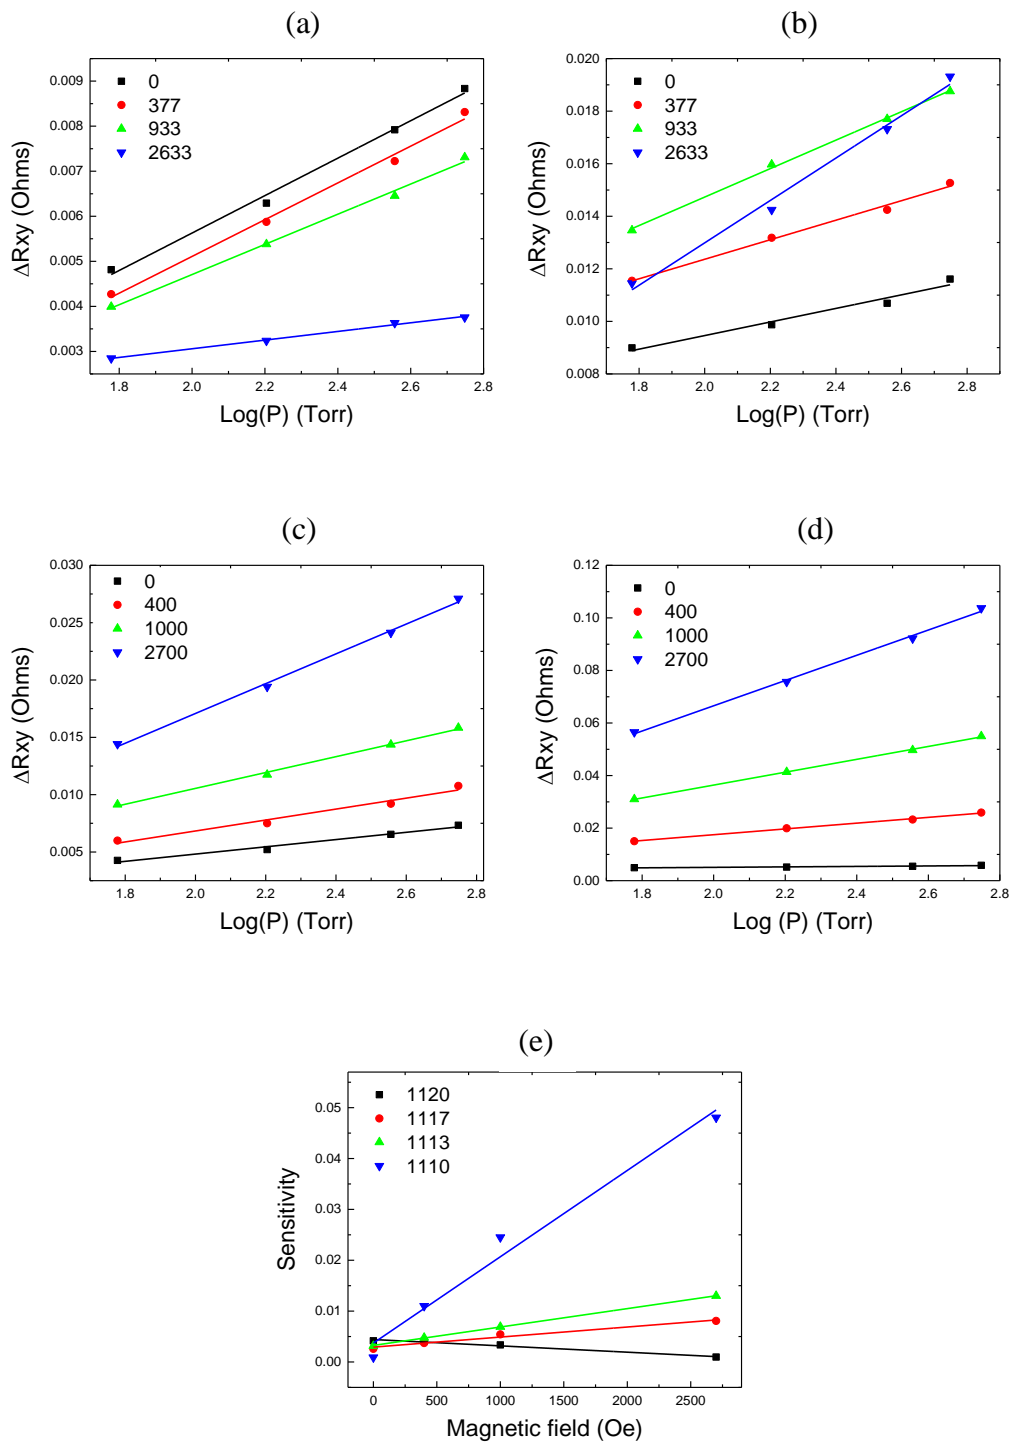 (a)
0.009
0.008
0.007
0.006
0.005
0.004
0.003
ΔRxy (Ohms)
0
377
933
2633
1.8 2.0 2.2 2.4 2.6 2.8
Log(P) (Torr)
(b)
0.020
0.018
0.016
0.014
0.012
0.010
0.008
ΔRxy (Ohms)
0
377
933
2633
1.8 2.0 2.2 2.4 2.6 2.8
Log(P) (Torr)
(c)
0.030
0.025
0.020
0.015
0.010
0.005
ΔRxy (Ohms)
0
400
1000
2700
1.8 2.0 2.2 2.4 2.6 2.8
Log(P) (Torr)
(d)
0.12
0.10
0.08
0.06
0.04
0.02
0.00
ΔRxy (Ohms)
0
400
1000
2700
1.8 2.0 2.2 2.4 2.6 2.8
Log (P) (Torr)
(e)
0.05
0.04
0.03
0.02
0.01
0.00
Sensitivity
1120
1117
1113
1110
0 500 1000 1500 2000 2500
Magnetic field (Oe)